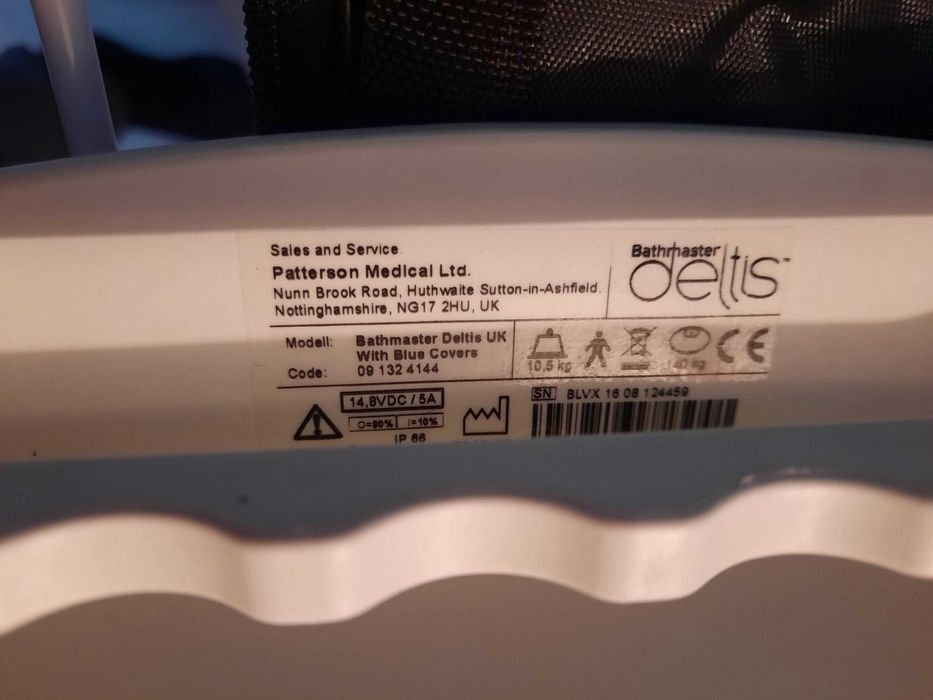 Sales and Service
Patterson Medical Ltd.
Nunn Brook Road, Huthwaite Sutton-in-Ashfield.
Nottinghamshire, NG17 2HU, UK
Bathmaster
deltis
Modell: Bathmaster Deltis UK
With Blue Covers
Code: 09 132 4144
10,5 kg
CE
14,8VDC / 5A
O=90% I=10%
IP 66
SN BLVX 16 08 124459